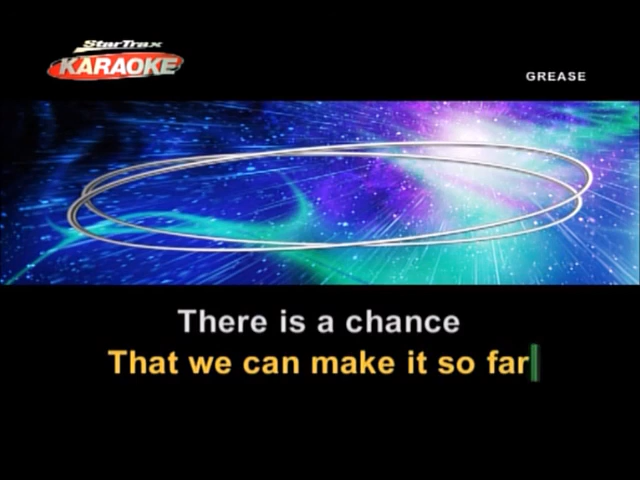 StarTrax
KARAOKE
GREASE
There is a chance
That we can make it so far